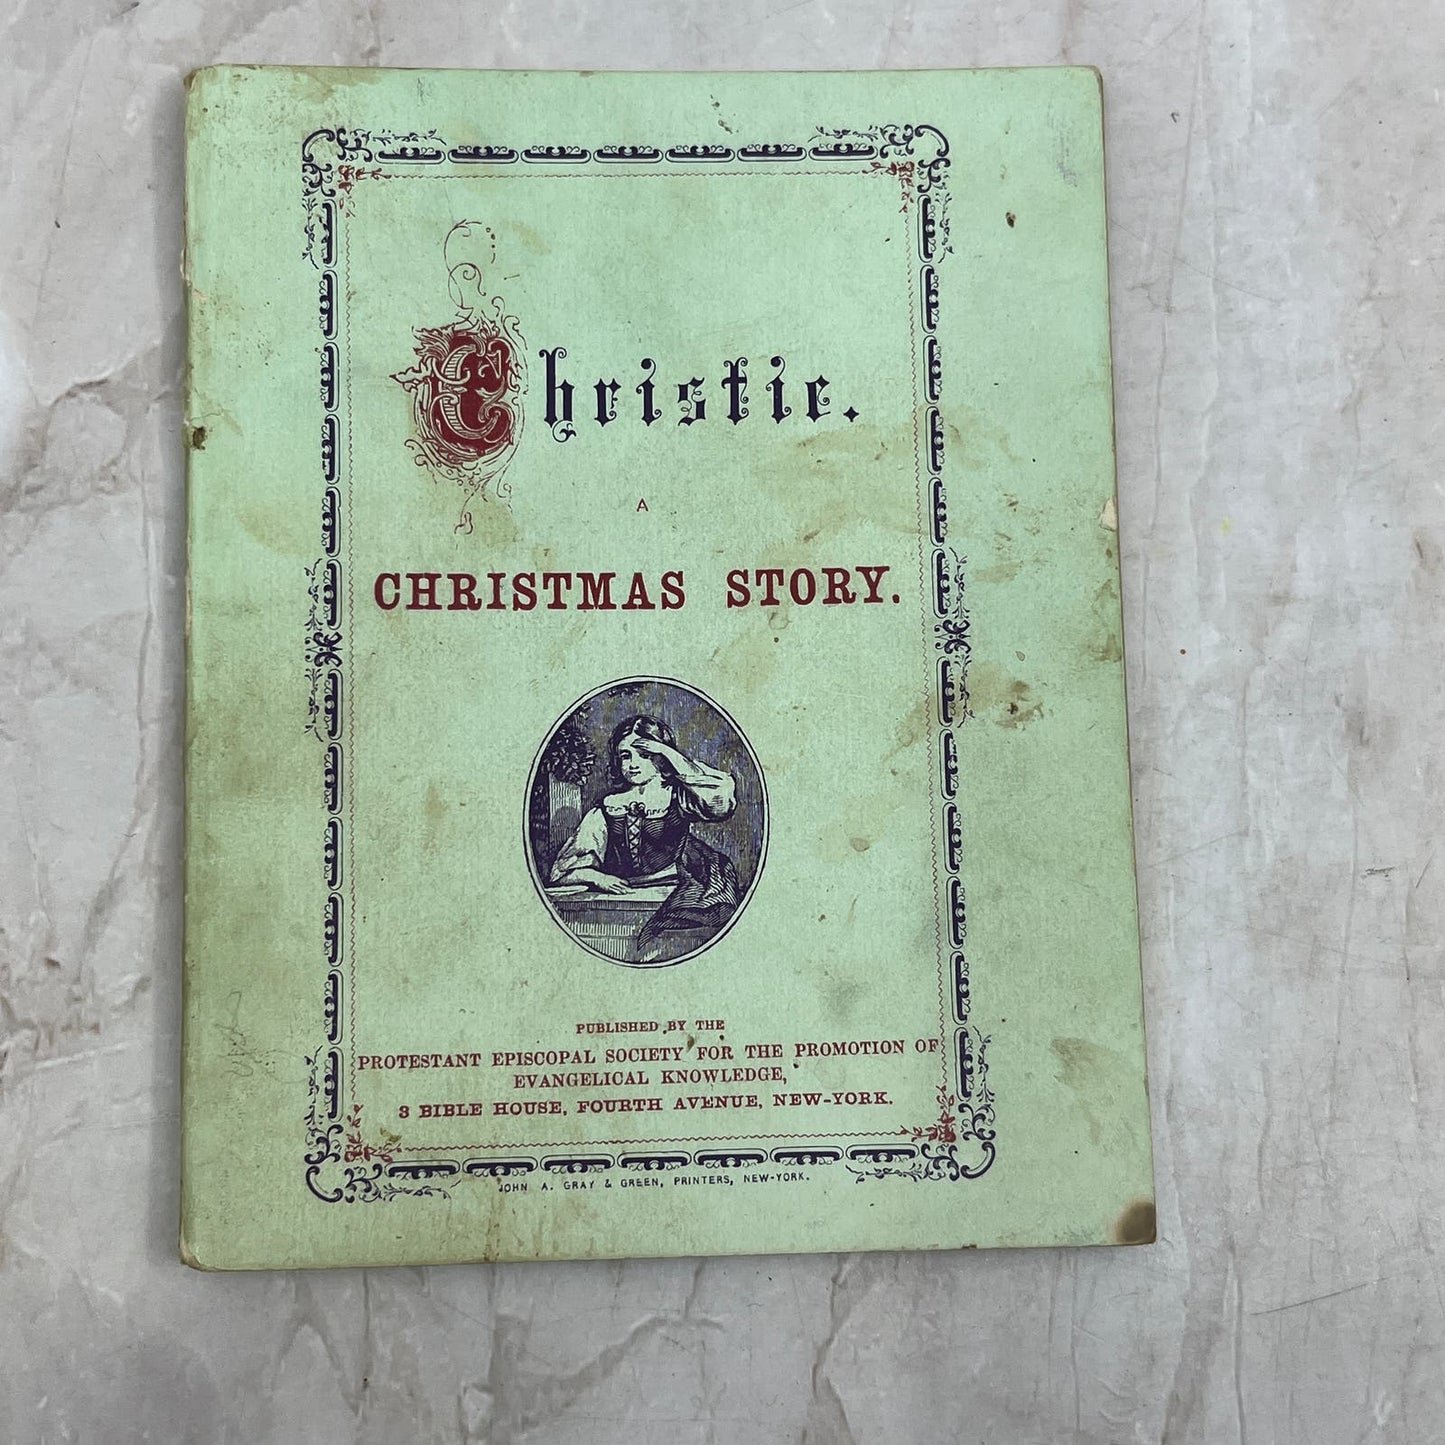 Christie.
A
CHRISTMAS STORY.
PUBLISHED BY THE
PROTESTANT EPISCOPAL SOCIETY FOR THE PROMOTION OF
EVANGELICAL KNOWLEDGE,
3 BIBLE HOUSE, FOURTH AVENUE, NEW-YORK.
JOHN A. GRAY & GREEN, PRINTERS, NEW-YORK.